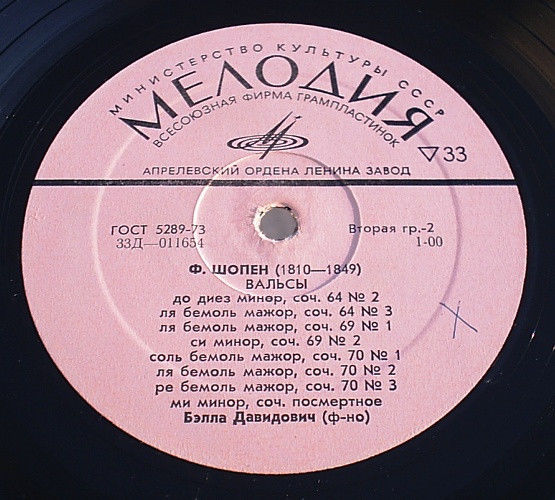 МИНИСТЕРСТВО КУЛЬТУРЫ СССР
МЕЛОДИЯ
ВСЕСОЮЗНАЯ ФИРМА ГРАМПЛАСТИНОК
33
АПРЕЛЕВСКИЙ ОРДЕНА ЛЕНИНА ЗАВОД
ГОСТ 5289-73 Вторая гр.-2
33Д—011654 1-00
Ф. ШОПЕН (1810—1849)
ВАЛЬСЫ
до диез минор, соч. 64 № 2
ля бемоль мажор, соч. 64 № 3
ля бемоль мажор, соч. 69 № 1
си минор, соч. 69 № 2
соль бемоль мажор, соч. 70 № 1
ля бемоль мажор, соч. 70 № 2
ре бемоль мажор, соч. 70 № 3
ми минор, соч. посмертное
Бэлла Давидович (ф-но)